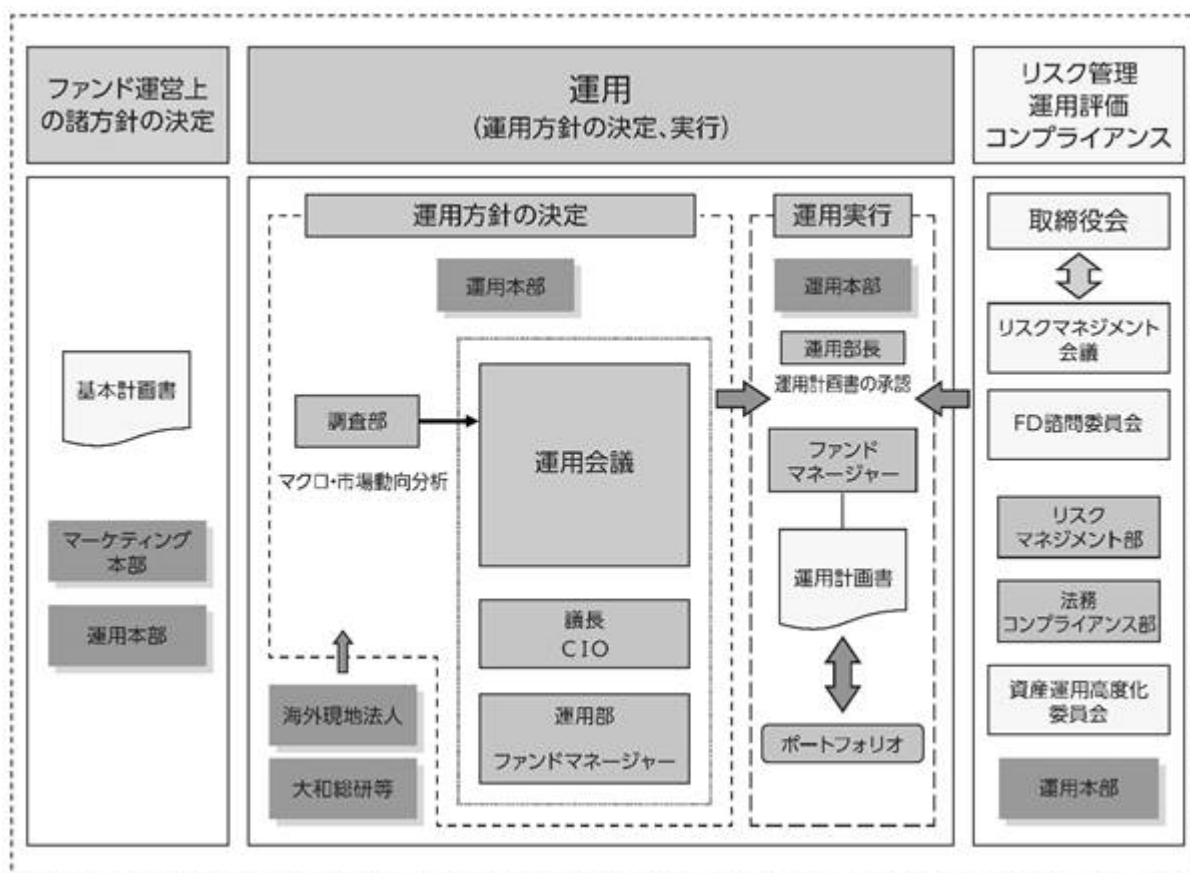 ファンド運営上
の諸方針の決定
運用
(運用方針の決定、実行)
リスク管理
運用評価
コンプライアンス
基本計画書
マーケティング
本部
運用本部
運用方針の決定
運用本部
調査部
マクロ・市場動向分析
運用会議
議長
CIO
運用部
ファンドマネージャー
海外現地法人
大和総研等
運用実行
運用本部
運用部長
運用計画書の承認
ファンド
マネージャー
運用計画書
ポートフォリオ
取締役会
リスクマネジメント
会議
FD諮問委員会
リスク
マネジメント部
法務
コンプライアンス部
資産運用高度化
委員会
運用本部